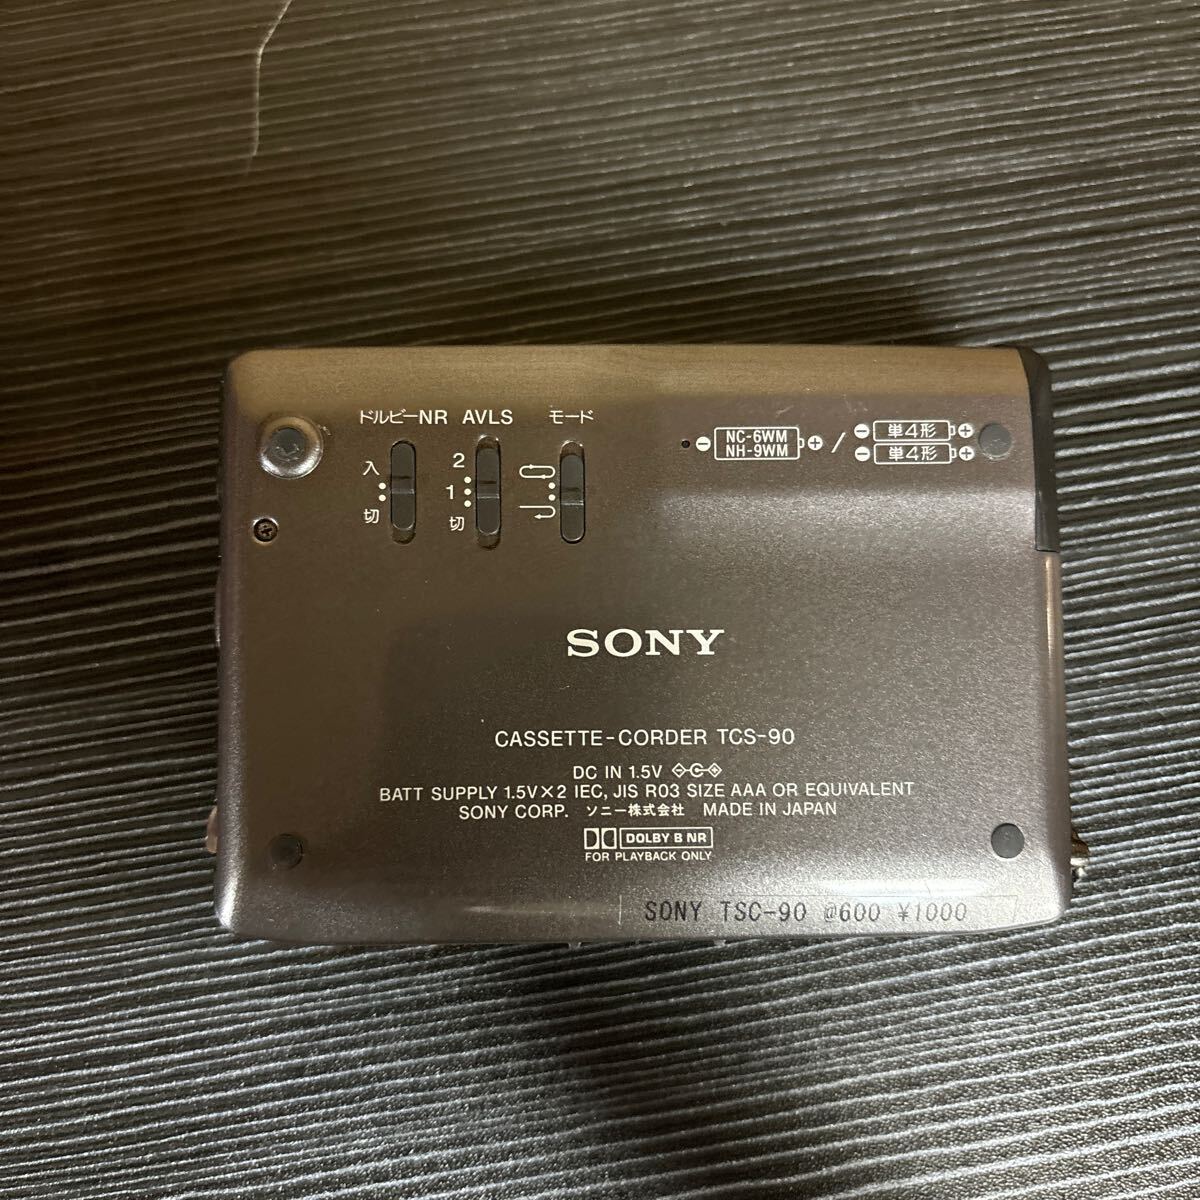 ドルビーNR AVLS モード
入
切
2
1
切
NC-6WM
NH-9WM
/
単4形
単4形
SONY
CASSETTE-CORDER TCS-90
DC IN 1.5V
BATT SUPPLY 1.5V×2 IEC, JIS R03 SIZE AAA OR EQUIVALENT
SONY CORP. ソニー株式会社 MADE IN JAPAN
DOLBY B NR
FOR PLAYBACK ONLY
SONY TSC-90 @600 ¥1000